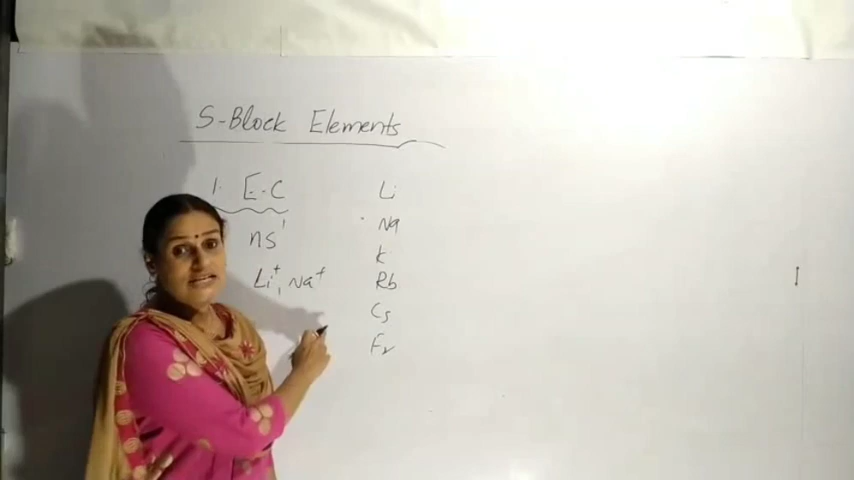 S-Block Elements
1. E.C
ns¹
Li⁺, Na⁺
Li
Na
K
Rb
Cs
Fr